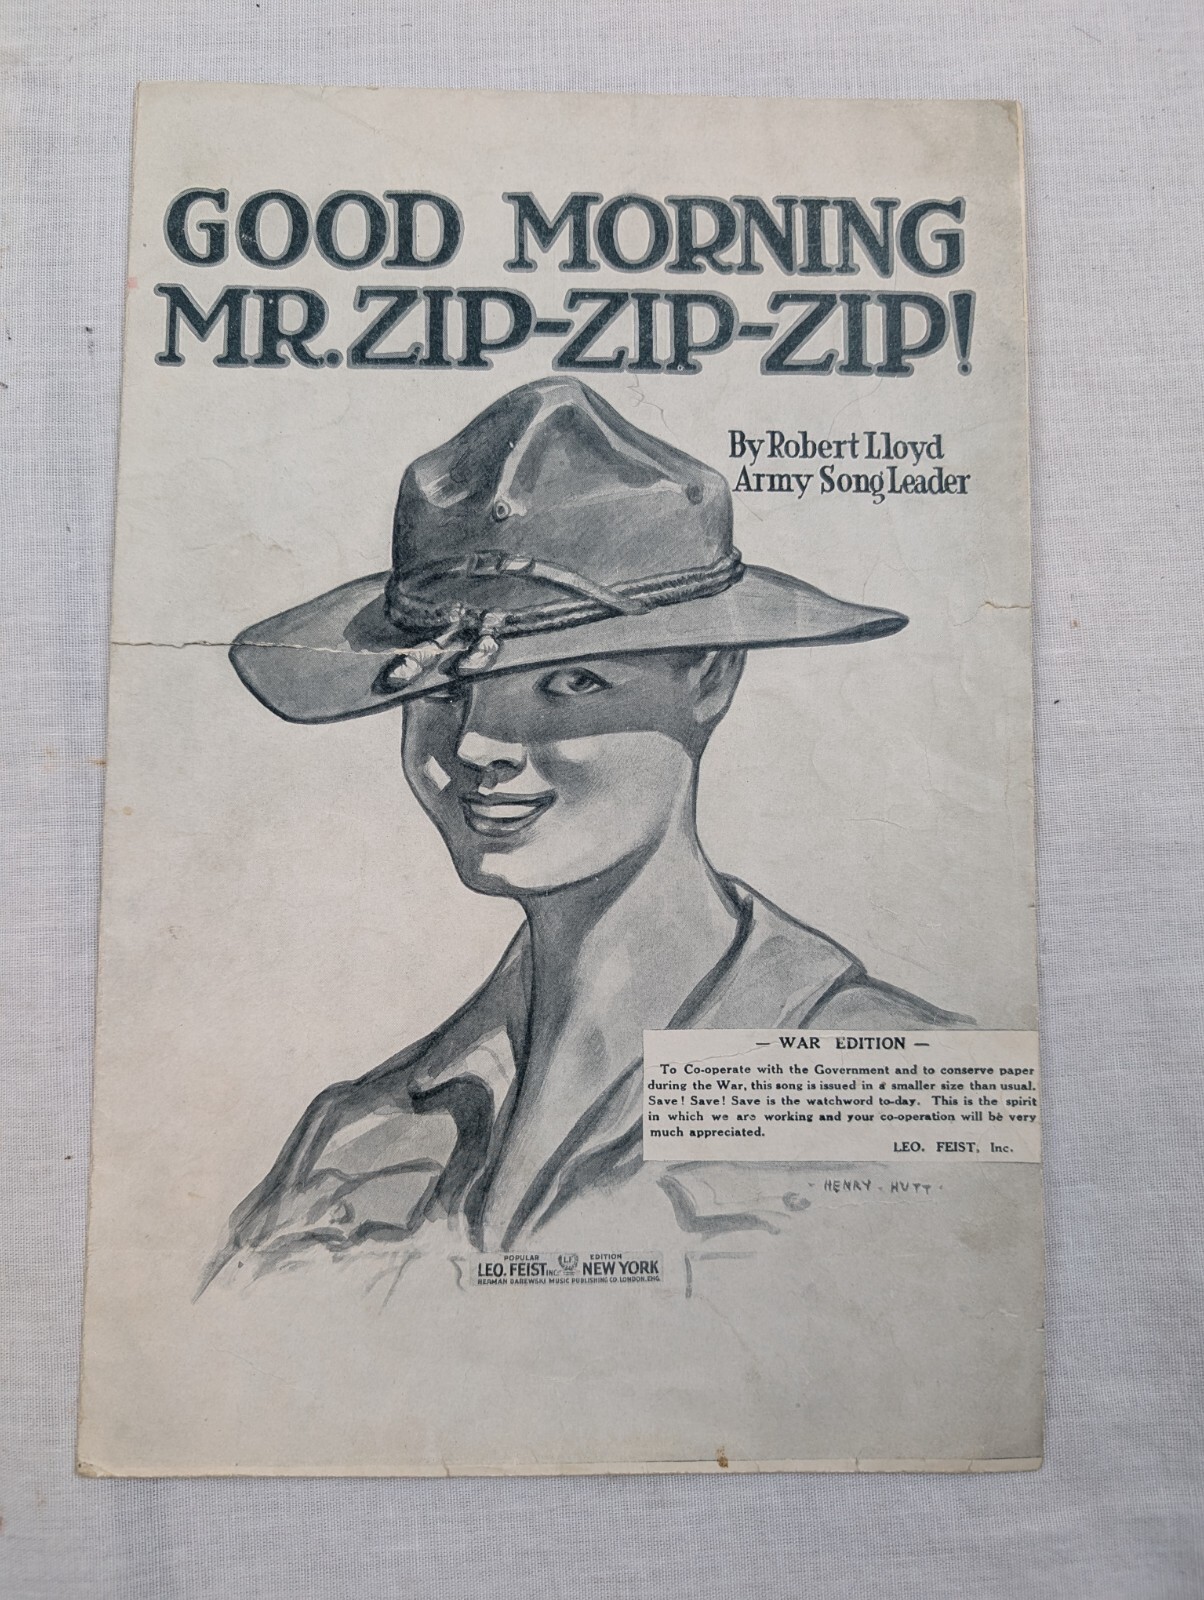 GOOD MORNING
MR. ZIP-ZIP-ZIP!
By Robert Lloyd
Army Song Leader
— WAR EDITION —
To Co-operate with the Government and to conserve paper
during the War, this song is issued in a smaller size than usual.
Save! Save! Save is the watchword to-day. This is the spirit
in which we are working and your co-operation will be very
much appreciated.
LEO. FEIST, Inc.
- HENRY - HUTT -
POPULAR LF EDITION
LEO. FEIST INC. NEW YORK
HERMAN DAREWSKI MUSIC PUBLISHING CO. LONDON, ENG.